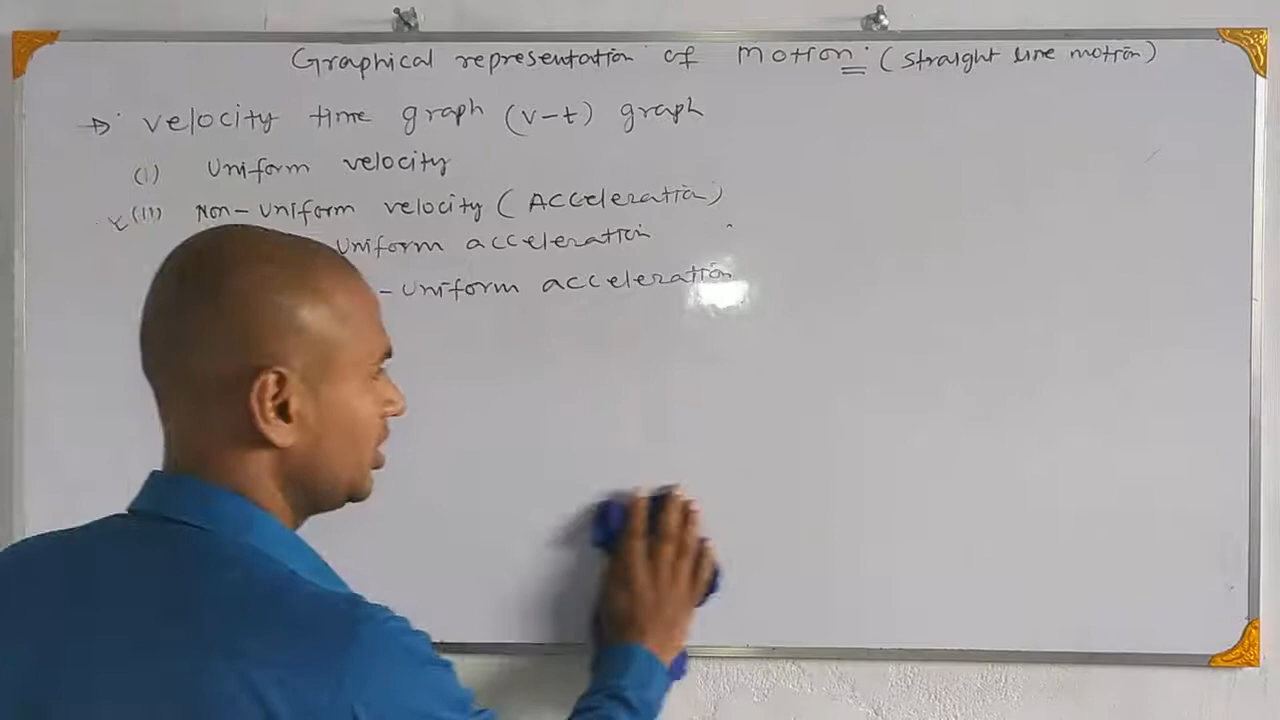 Graphical representation of Motion (straight line motion)
→ velocity time graph (v-t) graph
(i) Uniform velocity
(ii) Non-Uniform velocity (Acceleration)
Uniform acceleration
-Uniform acceleration